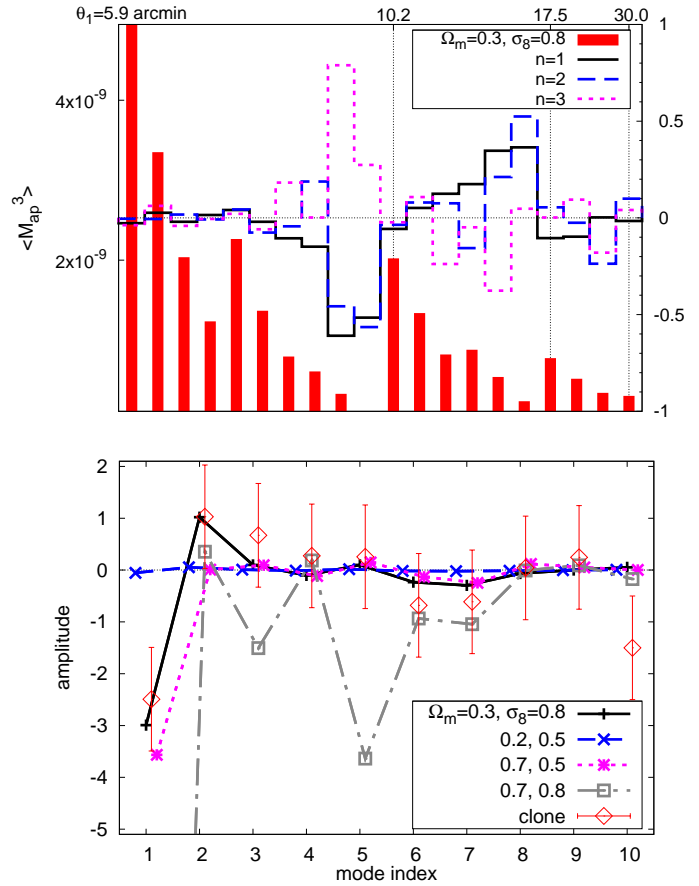 θ₁=5.9 arcmin 10.2 17.5 30.0
Ωₘ=0.3, σ₈=0.8
n=1
n=2
n=3
1
0.5
0
-0.5
-1
4x10⁻⁹
2x10⁻⁹
<Mₐₚ³>
2
1
0
-1
-2
-3
-4
-5
amplitude
Ωₘ=0.3, σ₈=0.8
0.2, 0.5
0.7, 0.5
0.7, 0.8
clone
1 2 3 4 5 6 7 8 9 10
mode index